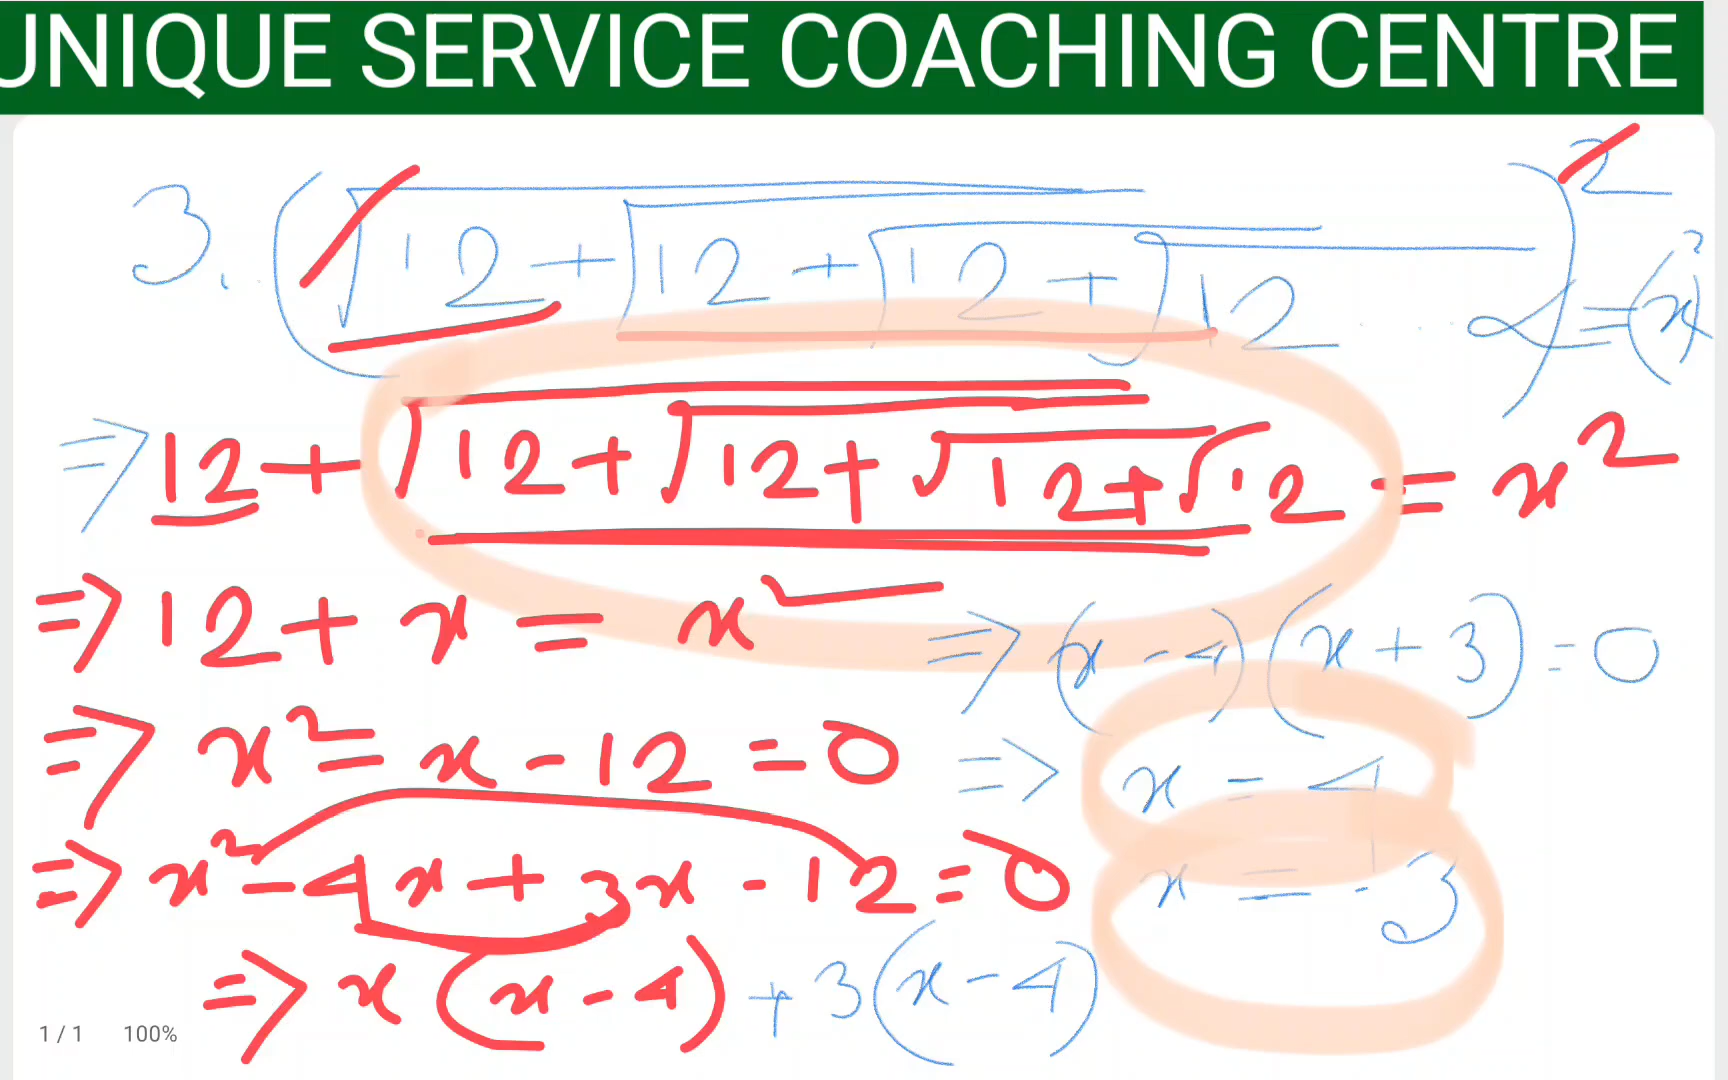 UNIQUE SERVICE COACHING CENTRE
3. (√12+√12+√12+√12 .... ∝)² = (x)²
⇒ 12+√12+√12+√12+√12 = x²
⇒ 12 + x = x²
⇒ x² - x - 12 = 0
⇒ x² - 4x + 3x - 12 = 0
⇒ x(x-4) + 3(x-4)
⇒ (x-4)(x+3) = 0
⇒ x = 4
x = -3
1 / 1 100%